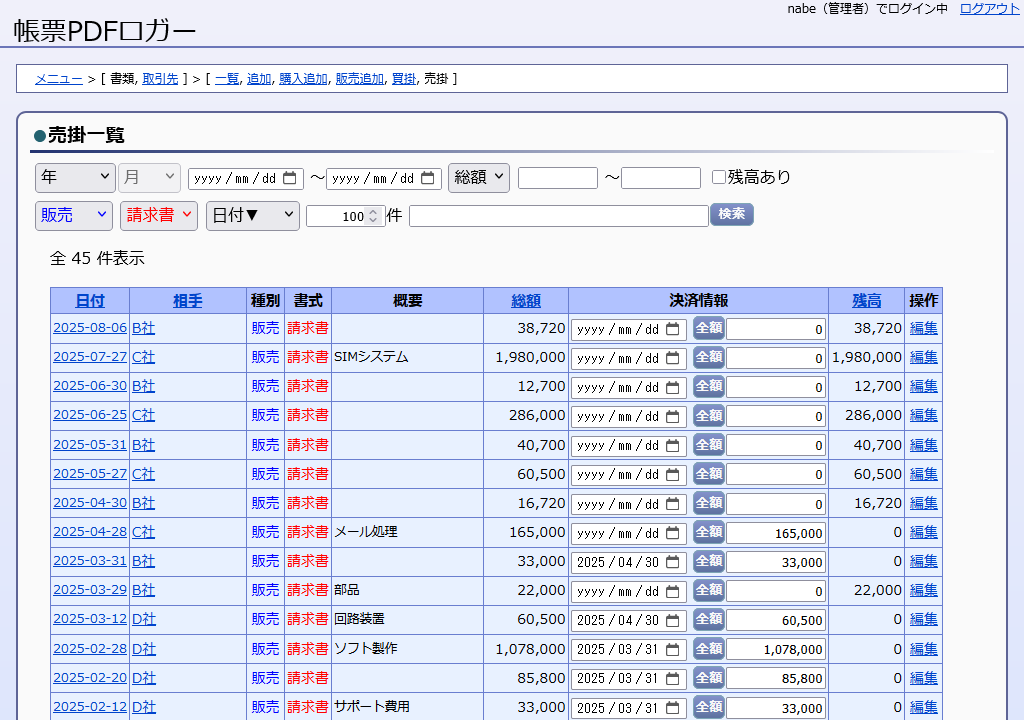 nabe（管理者）でログイン中 ログアウト
帳票PDFロガー
メニュー > [ 書類, 取引先 ] > [ 一覧, 追加, 購入追加, 販売追加, 買掛, 売掛 ]
●売掛一覧
年 月 yyyy/mm/dd ～ yyyy/mm/dd 総額 ～ 残高あり
販売 請求書 日付▼ 100 件 検索
全 45 件表示
日付 相手 種別 書式 概要 総額 決済情報 残高 操作
2025-08-06 B社 販売 請求書 38,720 yyyy/mm/dd 全額 0 38,720 編集
2025-07-27 C社 販売 請求書 SIMシステム 1,980,000 yyyy/mm/dd 全額 0 1,980,000 編集
2025-06-30 B社 販売 請求書 12,700 yyyy/mm/dd 全額 0 12,700 編集
2025-06-25 C社 販売 請求書 286,000 yyyy/mm/dd 全額 0 286,000 編集
2025-05-31 B社 販売 請求書 40,700 yyyy/mm/dd 全額 0 40,700 編集
2025-05-27 C社 販売 請求書 60,500 yyyy/mm/dd 全額 0 60,500 編集
2025-04-30 B社 販売 請求書 16,720 yyyy/mm/dd 全額 0 16,720 編集
2025-04-28 C社 販売 請求書 メール処理 165,000 yyyy/mm/dd 全額 165,000 0 編集
2025-03-31 B社 販売 請求書 33,000 2025/04/30 全額 33,000 0 編集
2025-03-29 B社 販売 請求書 部品 22,000 yyyy/mm/dd 全額 0 22,000 編集
2025-03-12 D社 販売 請求書 回路装置 60,500 2025/04/30 全額 60,500 0 編集
2025-02-28 D社 販売 請求書 ソフト製作 1,078,000 2025/03/31 全額 1,078,000 0 編集
2025-02-20 D社 販売 請求書 85,800 2025/03/31 全額 85,800 0 編集
2025-02-12 D社 販売 請求書 サポート費用 33,000 2025/03/31 全額 33,000 0 編集